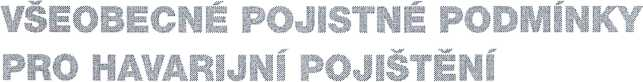 VŠEOBECNÉ POJISTNÉ PODMÍNKY
PRO HAVARIJNÍ POJIŠTĚNÍ